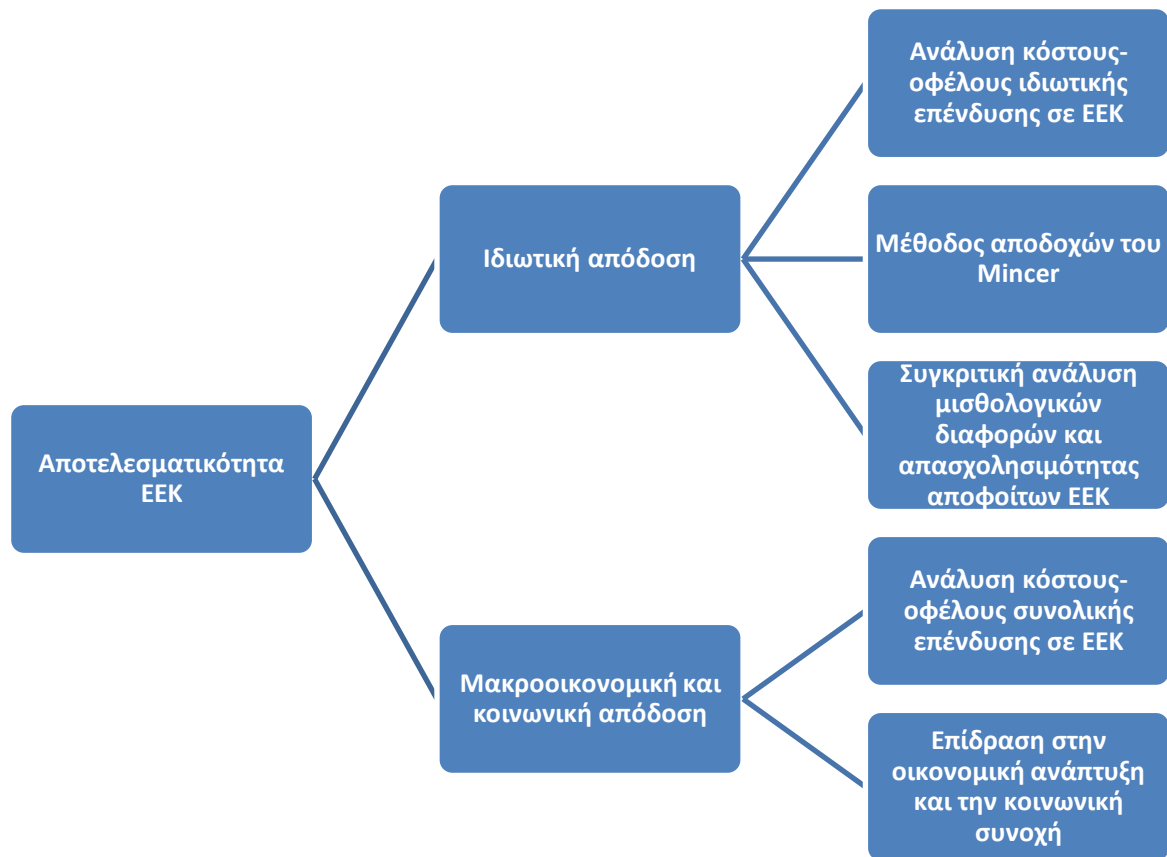 Αποτελεσματικότητα
ΕΕΚ
Ιδιωτική απόδοση
Ανάλυση κόστους-
οφέλους ιδιωτικής
επένδυσης σε ΕΕΚ
Μέθοδος αποδοχών του
Mincer
Συγκριτική ανάλυση
μισθολογικών
διαφορών και
απασχολησιμότητας
αποφοίτων ΕΕΚ
Μακροοικονομική και
κοινωνική απόδοση
Ανάλυση κόστους-
οφέλους συνολικής
επένδυσης σε ΕΕΚ
Επίδραση στην
οικονομική ανάπτυξη
και την κοινωνική
συνοχή